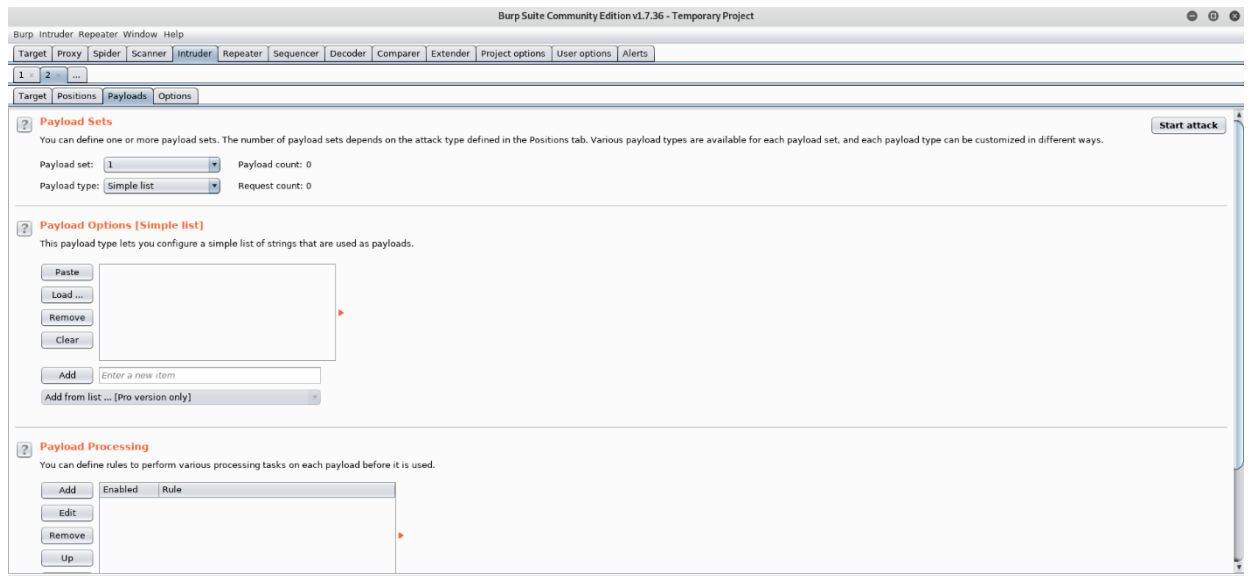 Burp Suite Community Edition v1.7.36 - Temporary Project
Burp Intruder Repeater Window Help
Target Proxy Spider Scanner Intruder Repeater Sequencer Decoder Comparer Extender Project options User options Alerts
1 × 2 × ...
Target Positions Payloads Options
? Payload Sets
Start attack
You can define one or more payload sets. The number of payload sets depends on the attack type defined in the Positions tab. Various payload types are available for each payload set, and each payload type can be customized in different ways.
Payload set: 1 Payload count: 0
Payload type: Simple list Request count: 0
? Payload Options [Simple list]
This payload type lets you configure a simple list of strings that are used as payloads.
Paste
Load ...
Remove
Clear
Add Enter a new item
Add from list ... [Pro version only]
? Payload Processing
You can define rules to perform various processing tasks on each payload before it is used.
Add Enabled Rule
Edit
Remove
Up